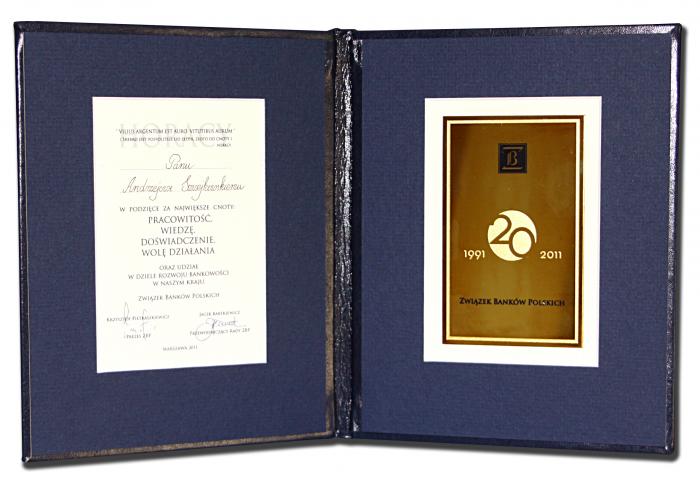 HORACY
"VILIUS ARGENTUM EST AURO VIRTUTIBUS AURUM"
HORACY
Panu
Andrzejowi
W PODZIĘCE ZA NAJWIĘKSZE CNOTY:
PRACOWITOŚĆ,
WIEDZĘ,
DOŚWIADCZENIE,
WOLĘ DZIAŁANIA
ORAZ UDZIAŁ
W DZIELE ROZWOJU BANKOWOŚCI
W NASZYM KRAJU
ZWIĄZEK BANKÓW POLSKICH
KRZYSZTOF PIETRASZKIEWICZ
JACEK BARTKIEWICZ
PREZES ZBP
PRZEWODNICZĄCY RADY ZBP
WARSZAWA 2011
B
1991 20 2011
ZWIĄZEK BANKÓW POLSKICH